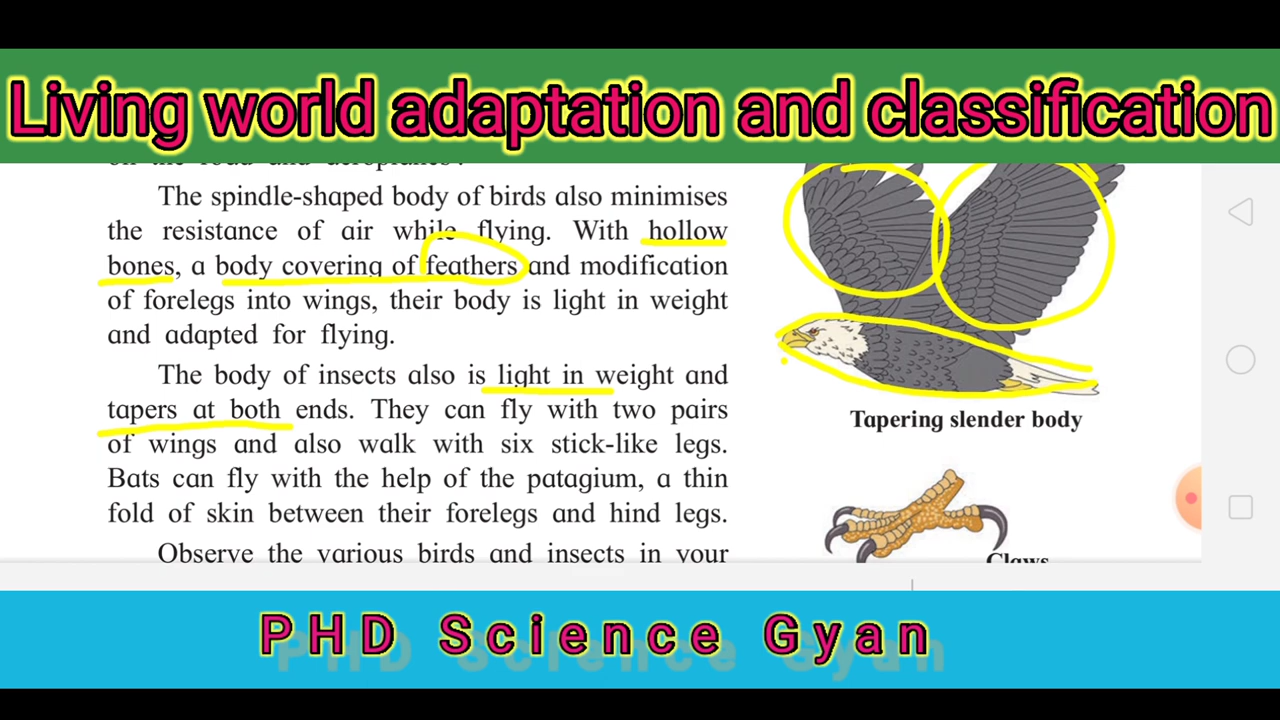 Living world adaptation and classification
The spindle-shaped body of birds also minimises
the resistance of air while flying. With hollow
bones, a body covering of feathers and modification
of forelegs into wings, their body is light in weight
and adapted for flying.
The body of insects also is light in weight and
tapers at both ends. They can fly with two pairs
of wings and also walk with six stick-like legs.
Bats can fly with the help of the patagium, a thin
fold of skin between their forelegs and hind legs.
Observe the various birds and insects in your
Tapering slender body
Claws
PHD Science Gyan